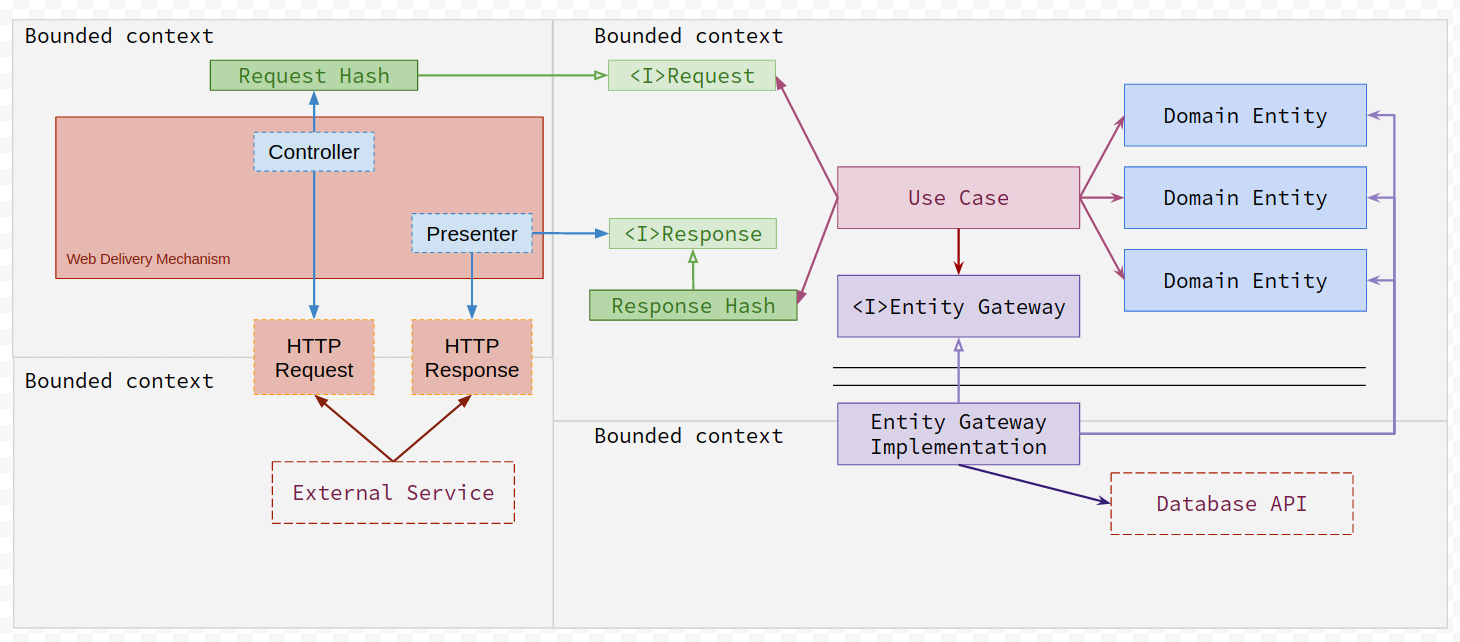 Bounded context
Bounded context
Request Hash
<I>Request
Domain Entity
Controller
Use Case
Domain Entity
Presenter
<I>Response
Web Delivery Mechanism
Domain Entity
Response Hash
<I>Entity Gateway
HTTP
Request
HTTP
Response
Bounded context
Entity Gateway
Implementation
Bounded context
External Service
Database API